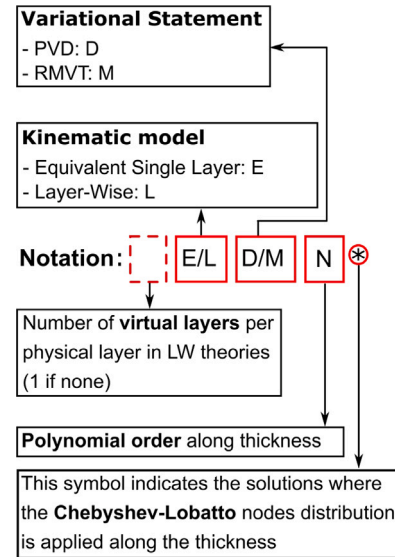 Variational Statement
- PVD: D
- RMVT: M
Kinematic model
- Equivalent Single Layer: E
- Layer-Wise: L
Notation: E/L D/M N *
Number of virtual layers per
physical layer in LW theories
(1 if none)
Polynomial order along thickness
This symbol indicates the solutions where
the Chebyshev-Lobatto nodes distribution
is applied along the thickness